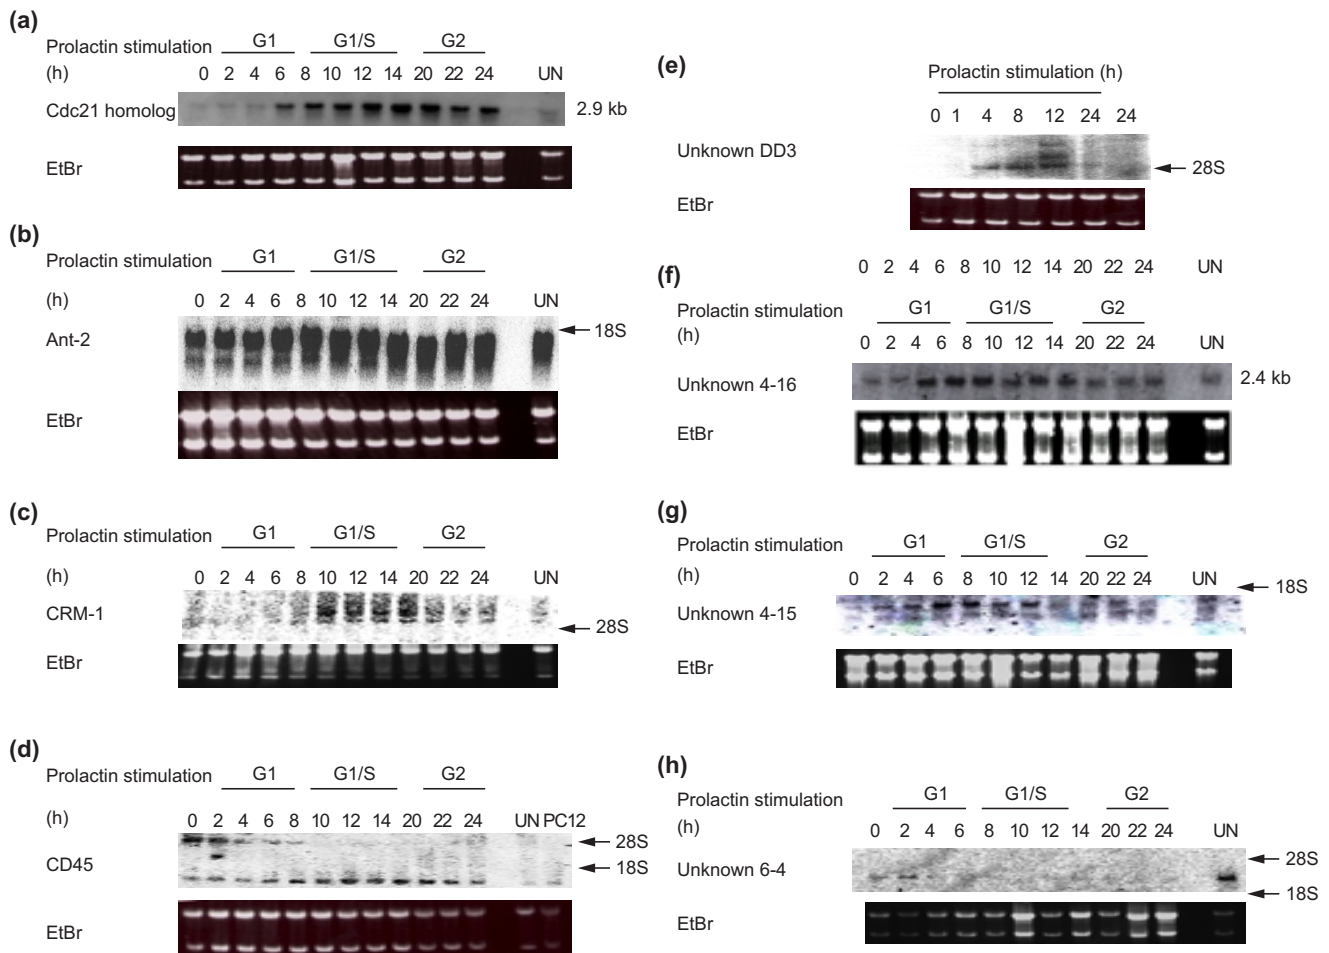 (a)
Prolactin stimulation G1 G1/S G2
(h) 0 2 4 6 8 10 12 14 20 22 24 UN
Cdc21 homolog 2.9 kb
EtBr
(b)
Prolactin stimulation G1 G1/S G2
(h) 0 2 4 6 8 10 12 14 20 22 24 UN
Ant-2 18S
EtBr
(c)
Prolactin stimulation G1 G1/S G2
(h) 0 2 4 6 8 10 12 14 20 22 24 UN
CRM-1 28S
EtBr
(d)
Prolactin stimulation G1 G1/S G2
(h) 0 2 4 6 8 10 12 14 20 22 24 UN PC12
28S
CD45 18S
EtBr
(e)
Prolactin stimulation (h)
0 1 4 8 12 24 24
Unknown DD3 28S
EtBr
0 2 4 6 8 10 12 14 20 22 24 UN
(f)
Prolactin stimulation G1 G1/S G2
(h) 0 2 4 6 8 10 12 14 20 22 24 UN
Unknown 4-16 2.4 kb
EtBr
(g)
Prolactin stimulation G1 G1/S G2
(h) 0 2 4 6 8 10 12 14 20 22 24 UN
18S
Unknown 4-15
EtBr
(h)
Prolactin stimulation G1 G1/S G2
(h) 0 2 4 6 8 10 12 14 20 22 24 UN
28S
Unknown 6-4
18S
EtBr